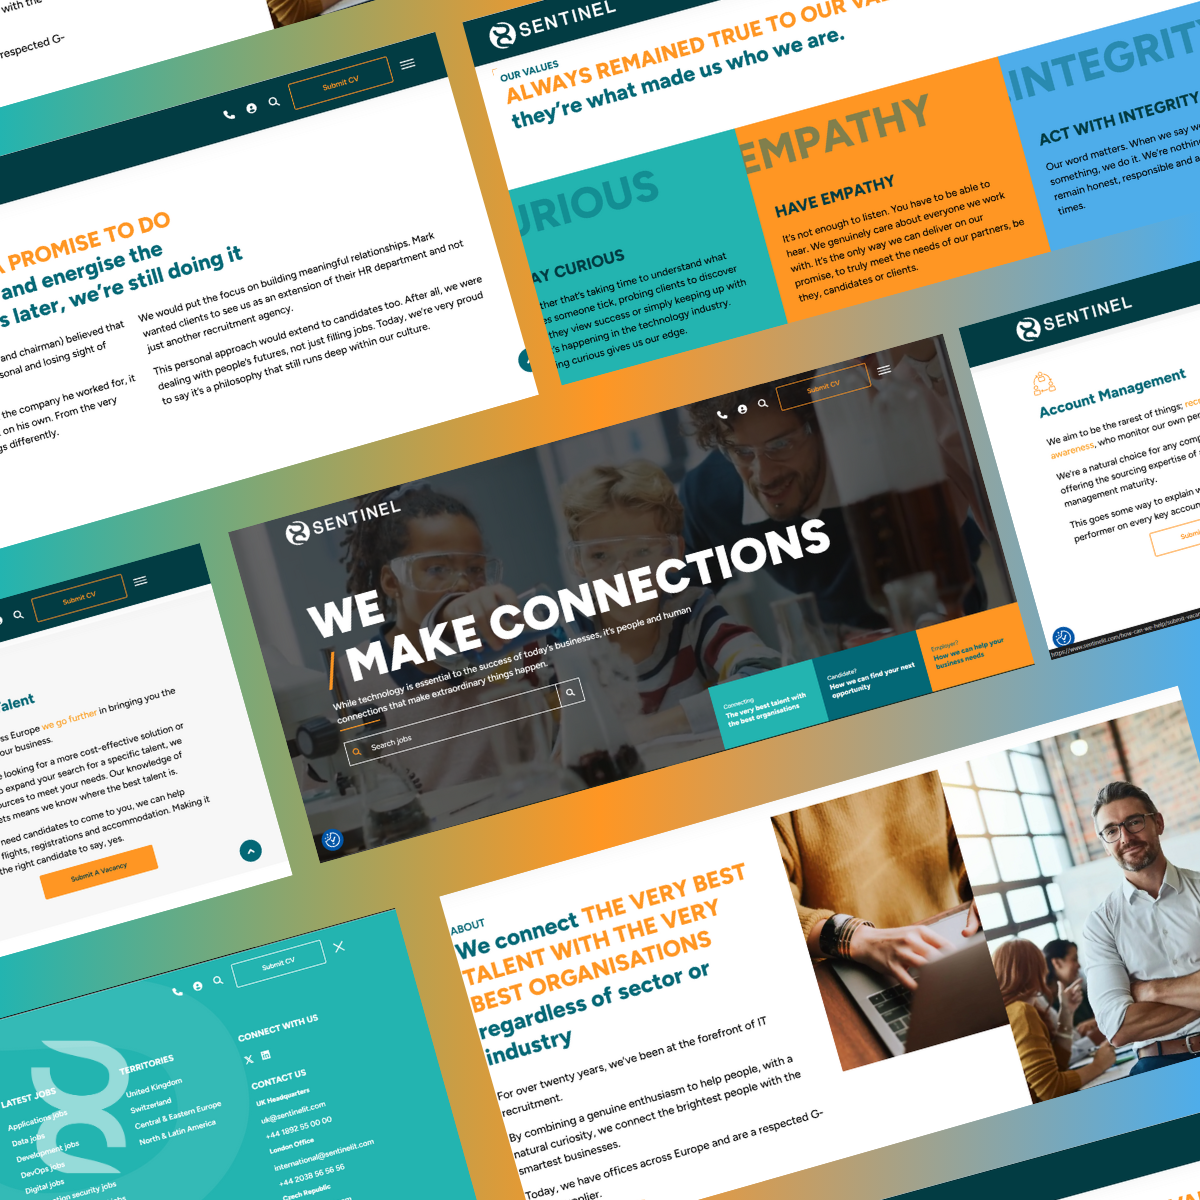 with the
respected G-
Submit CV
A PROMISE TO DO
and energise the
s later, we're still doing it
and chairman) believed that
sonal and losing sight of
the company he worked for, it
on his own. From the very
gs differently.
We would put the focus on building meaningful relationships. Mark
wanted clients to see us as an extension of their HR department and not
just another recruitment agency.
This personal approach would extend to candidates too. After all, we were
dealing with people's futures, not just filling jobs. Today, we're very proud
to say it's a philosophy that still runs deep within our culture.
SENTINEL
OUR VALUES
ALWAYS REMAINED TRUE TO OUR VAL
they're what made us who we are.
URIOUS
AY CURIOUS
ther that's taking time to understand what
es someone tick, probing clients to discover
they view success or simply keeping up with
's happening in the technology industry.
ing curious gives us our edge.
EMPATHY
HAVE EMPATHY
It's not enough to listen. You have to be able to
hear. We genuinely care about everyone we work
with. It's the only way we can deliver on our
promise, to truly meet the needs of our partners, be
they, candidates or clients.
INTEGRIT
ACT WITH INTEGRITY
Our word matters. When we say w
something, we do it. We're nothin
remain honest, responsible and a
times.
Submit CV
SENTINEL
WE
/ MAKE CONNECTIONS
While technology is essential to the success of today's businesses, it's people and human
connections that make extraordinary things happen.
Search jobs
Connecting
The very best talent with
the best organisations
Candidate?
How we can find your next
opportunity
Employer?
How we can help your
business needs
SENTINEL
Account Management
We aim to be the rarest of things; recr
awareness, who monitor our own per
We're a natural choice for any comp
offering the sourcing expertise of a
management maturity.
This goes some way to explain w
performer on every key accoun
Submi
https://www.sentinelit.com/how-can-we-help/submit-vaca
Submit CV
Talent
ss Europe we go further in bringing you the
our business.
e looking for a more cost-effective solution or
o expand your search for a specific talent, we
ources to meet your needs. Our knowledge of
ets means we know where the best talent is.
need candidates to come to you, we can help
flights, registrations and accommodation. Making it
the right candidate to say, yes.
Submit A Vacancy
Submit CV
LATEST JOBS
Applications jobs
Data jobs
Development jobs
DevOps jobs
Digital jobs
tion security jobs
jobs
TERRITORIES
United Kingdom
Switzerland
Central & Eastern Europe
North & Latin America
CONNECT WITH US
CONTACT US
UK Headquarters
uk@sentinelit.com
+44 1892 55 00 00
London Office
international@sentinelit.com
+44 2038 56 56 56
Czech Republic
ABOUT
We connect THE VERY BEST
TALENT WITH THE VERY
BEST ORGANISATIONS
regardless of sector or
industry
For over twenty years, we've been at the forefront of IT
recruitment.
By combining a genuine enthusiasm to help people, with a
natural curiosity, we connect the brightest people with the
smartest businesses.
Today, we have offices across Europe and are a respected G-
plier.